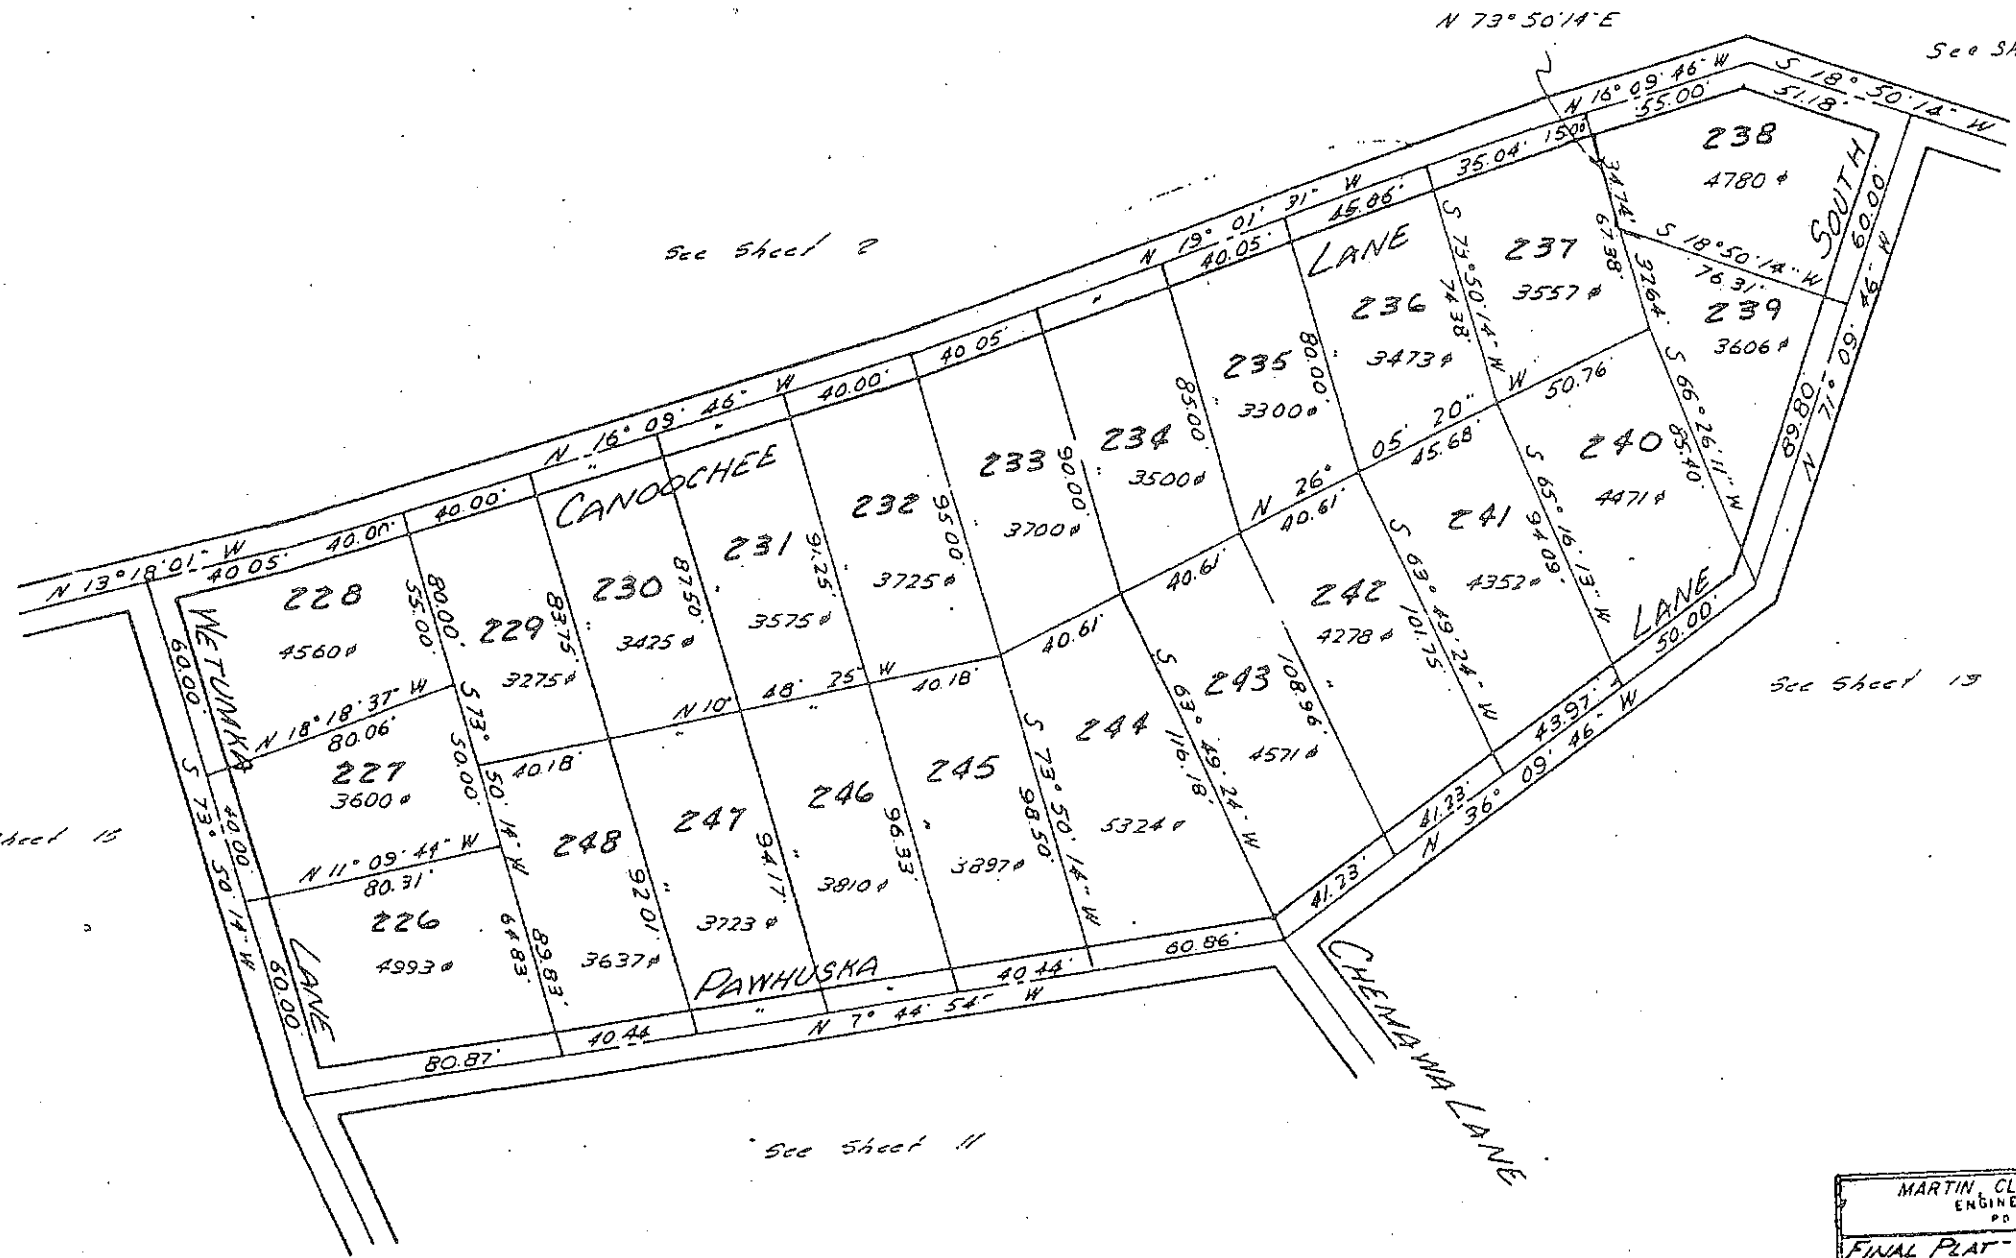 N 73° 50' 14" E
See Sh
See Sheet 2
N 16° 09' 46" W
55.00'
S 18° 50' 14" W
51.18'
238
4780 ⌀
SOUTH
60.00'
34.74'
67.38'
S 18° 50' 14" W
76.31'
32.64'
239
3606 ⌀
89.80'
N 71° 09' 46" W
N 19° 01' 31" W
40.05'
45.86'
35.04'
15.00'
LANE
S 73° 50' 14" W
74.38'
237
3557 ⌀
236
3473 ⌀
235
3300 ⌀
80.00'
234
3500 ⌀
85.00'
233
3700 ⌀
90.00'
232
3725 ⌀
95.00'
231
3575 ⌀
91.25'
230
3425 ⌀
87.50'
229
3275 ⌀
83.75'
228
4560 ⌀
80.00'
55.00'
N 16° 09' 46" W
40.00'
40.05'
CANOOCHEE
N 13° 18' 01" W
40.05'
40.00'
40.00'
WETUMKA
60.00'
N 18° 18' 37" W
80.06'
227
3600 ⌀
S 73° 50' 14" W
50.00'
40.00'
N 11° 09' 44" W
80.31'
226
4993 ⌀
64.83'
89.83'
S 73° 50' 14" W
60.00'
LANE
40.18'
N 10° 48' 25" W
40.18'
40.61'
40.61'
N 26° 05' 20" W
40.61'
45.68'
50.76'
S 66° 26' 11" W
85.40'
240
4471 ⌀
S 65° 16' 13" W
94.09'
241
4352 ⌀
S 63° 49' 24" W
101.75'
242
4278 ⌀
108.96'
243
4571 ⌀
S 63° 49' 24" W
116.18'
244
5324 ⌀
S 73° 50' 14" W
98.50'
245
3897 ⌀
96.33'
246
3810 ⌀
94.17'
247
3723 ⌀
92.01'
248
3637 ⌀
LANE
50.00'
43.97'
41.23'
41.23'
N 36° 09' 46" W
PAWHUSKA
80.87'
40.44'
N 7° 44' 54" W
40.44'
60.86'
CHEMAWA LANE
See Sheet 13
heet 15
See Sheet 11
MARTIN, CL
ENGINE
PO
FINAL PLAT -